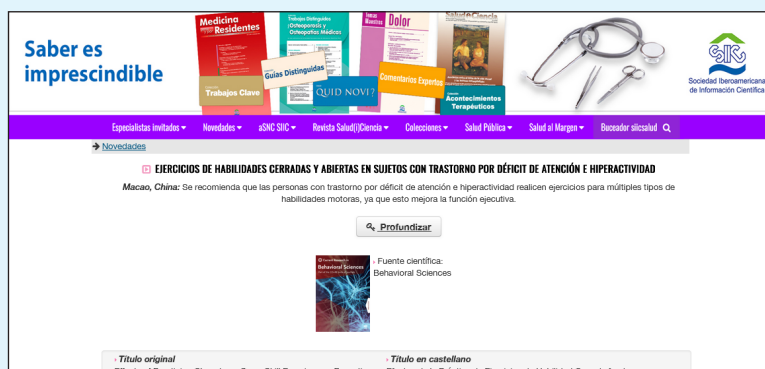 Saber es
imprescindible
Medicina
Residentes
Trabajos Clave
Trabajos Distinguidos
Osteoporosis y
Osteopatías Médicas
Guías Distinguidas
QUID NOVI?
Temas
Maestros
Dolor
Comentarios Expertos
Salud(i)Ciencia
Acontecimientos
Terapéuticos
SIIC
Sociedad Iberoamericana
de Información Científica
Especialistas invitados Novedades aSNC SIIC Revista Salud(i)Ciencia Colecciones Salud Pública Salud al Margen Buceador siicsalud
Novedades
EJERCICIOS DE HABILIDADES CERRADAS Y ABIERTAS EN SUJETOS CON TRASTORNO POR DÉFICIT DE ATENCIÓN E HIPERACTIVIDAD
Macao, China: Se recomienda que las personas con trastorno por déficit de atención e hiperactividad realicen ejercicios para múltiples tipos de
habilidades motoras, ya que esto mejora la función ejecutiva.
Profundizar
Behavioral Sciences
Fuente científica:
Behavioral Sciences
Título original
Título en castellano